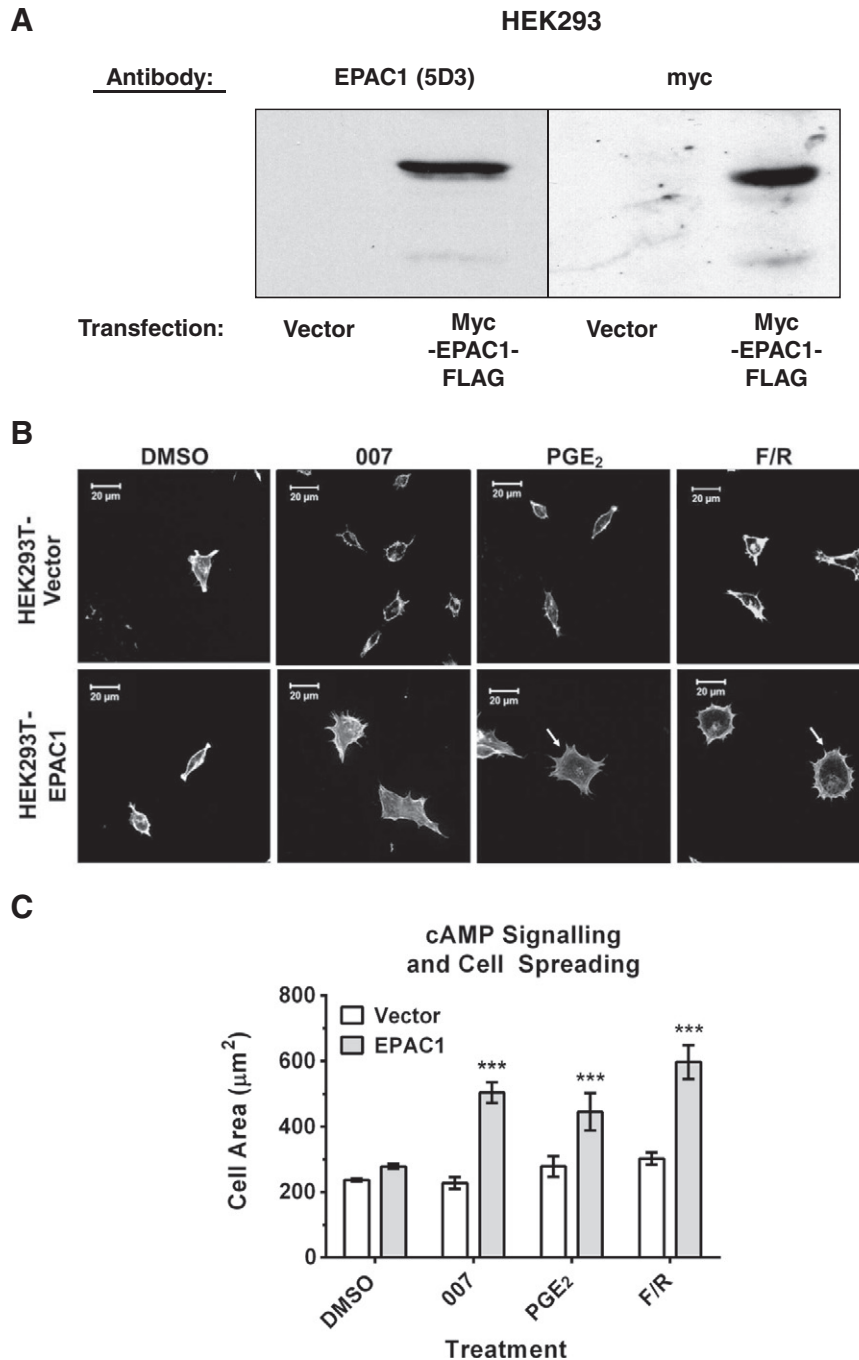 A
HEK293
Antibody:
EPAC1 (5D3)
myc
Transfection:
Vector
Myc
-EPAC1-
FLAG
Vector
Myc
-EPAC1-
FLAG
B
DMSO
007
PGE₂
F/R
HEK293T-
Vector
20 µm
20 µm
20 µm
20 µm
HEK293T-
EPAC1
20 µm
20 µm
20 µm
20 µm
C
cAMP Signalling
and Cell Spreading
Vector
EPAC1
Cell Area (µm²)
800
600
400
200
0
***
***
***
DMSO
007
PGE₂
F/R
Treatment